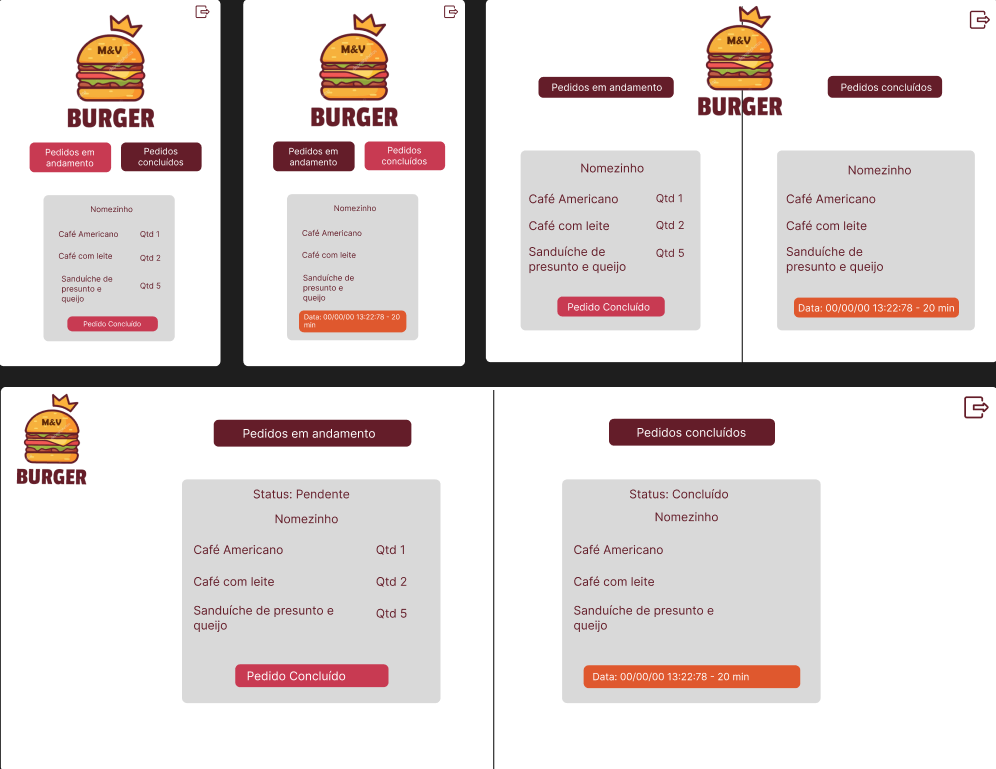 M&V
BURGER
Pedidos em
andamento
Pedidos
concluídos
Nomezinho
Café Americano
Qtd 1
Café com leite
Qtd 2
Sanduíche de
presunto e
queijo
Qtd 5
Pedido Concluído
M&V
BURGER
Pedidos em
andamento
Pedidos
concluídos
Nomezinho
Café Americano
Café com leite
Sanduíche de
presunto e
queijo
Data: 00/00/00 13:22:78 - 20
min
M&V
BURGER
Pedidos em andamento
Nomezinho
Café Americano
Qtd 1
Café com leite
Qtd 2
Sanduíche de
presunto e queijo
Qtd 5
Pedido Concluído
Pedidos concluídos
Nomezinho
Café Americano
Café com leite
Sanduíche de
presunto e queijo
Data: 00/00/00 13:22:78 - 20 min
M&V
BURGER
Pedidos em andamento
Status: Pendente
Nomezinho
Café Americano
Qtd 1
Café com leite
Qtd 2
Sanduíche de presunto e
queijo
Qtd 5
Pedido Concluído
Pedidos concluídos
Status: Concluído
Nomezinho
Café Americano
Café com leite
Sanduíche de presunto e
queijo
Data: 00/00/00 13:22:78 - 20 min